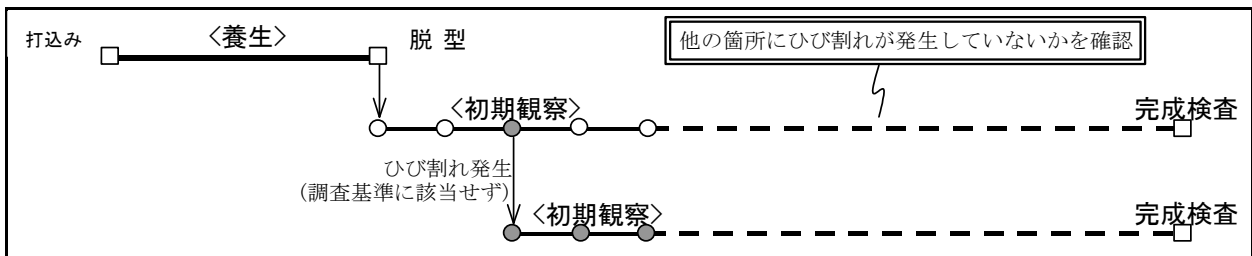 打込み
〈養生〉
脱 型
他の箇所にひび割れが発生していないかを確認
〈初期観察〉
完成検査
ひび割れ発生
(調査基準に該当せず)
〈初期観察〉
完成検査